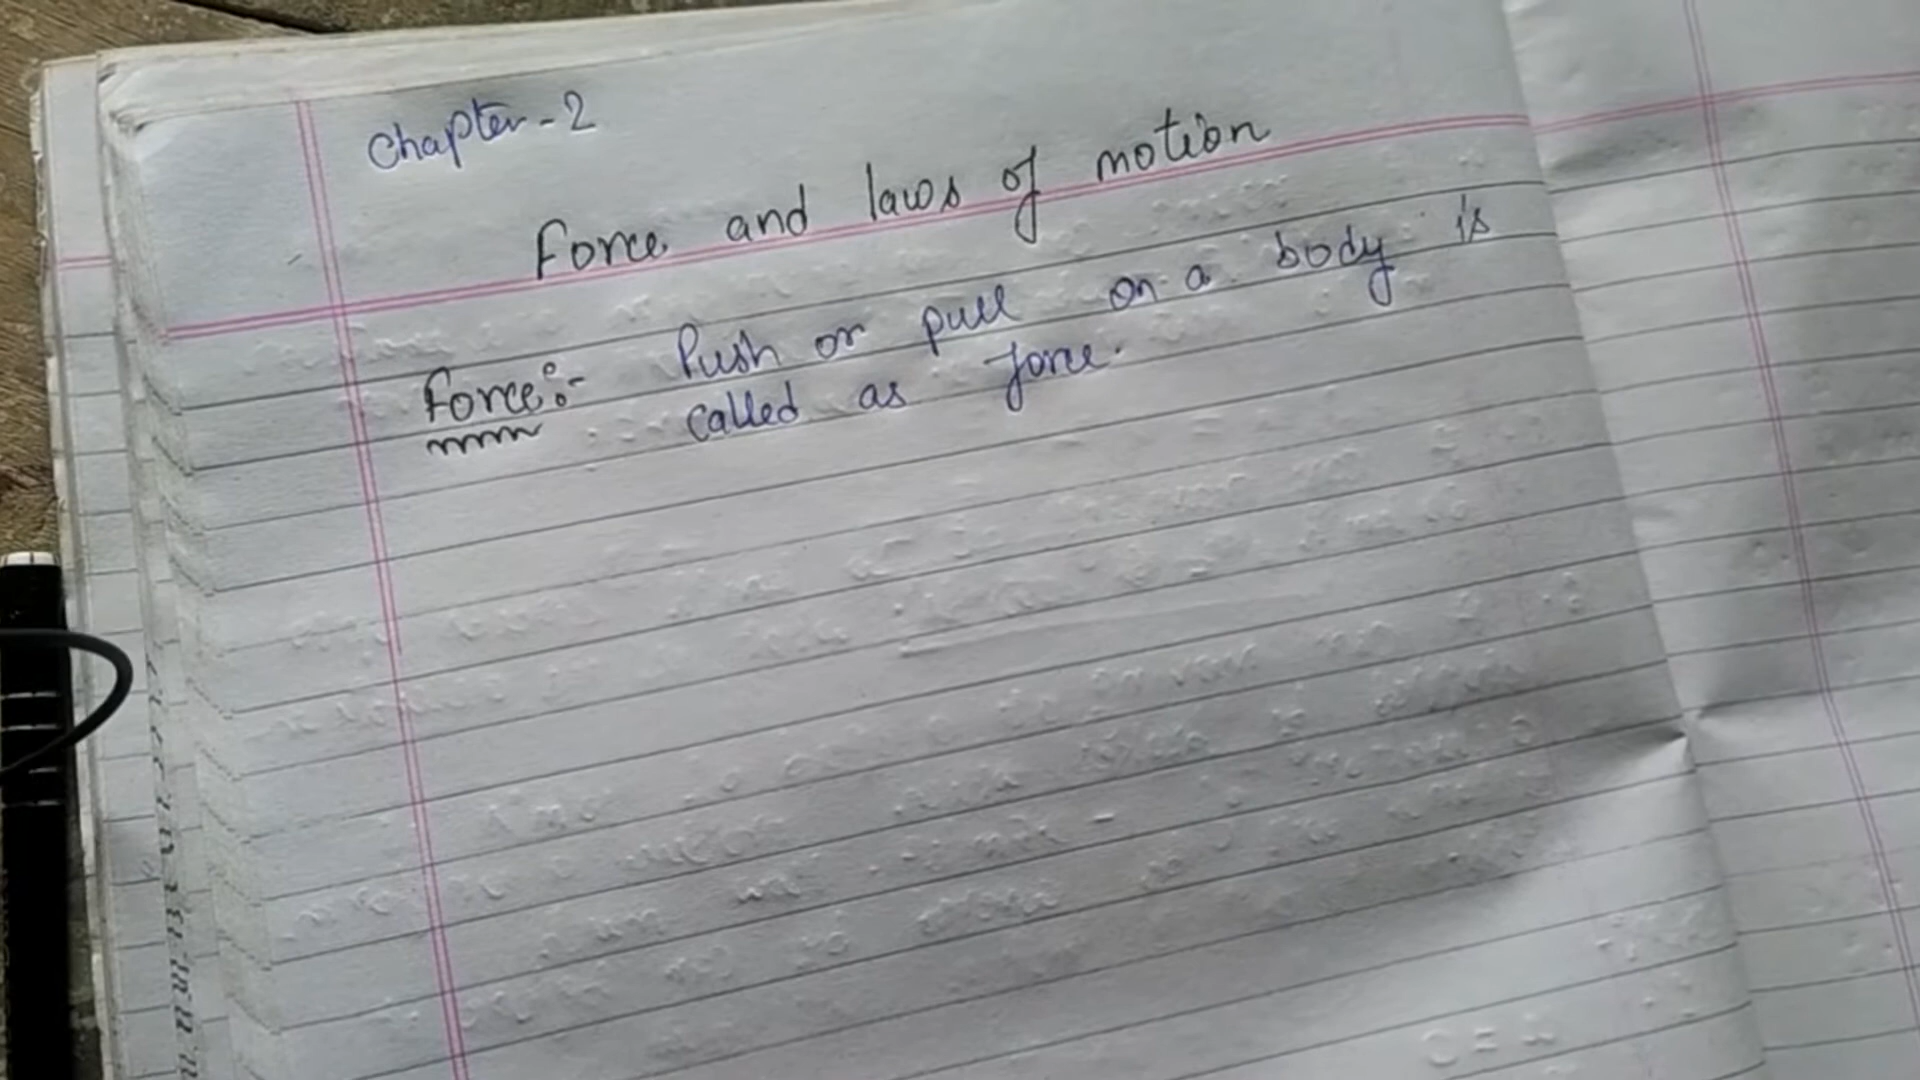 Chapter-2
Force and laws of motion
Force:- Push or pull on a body is
called as force.